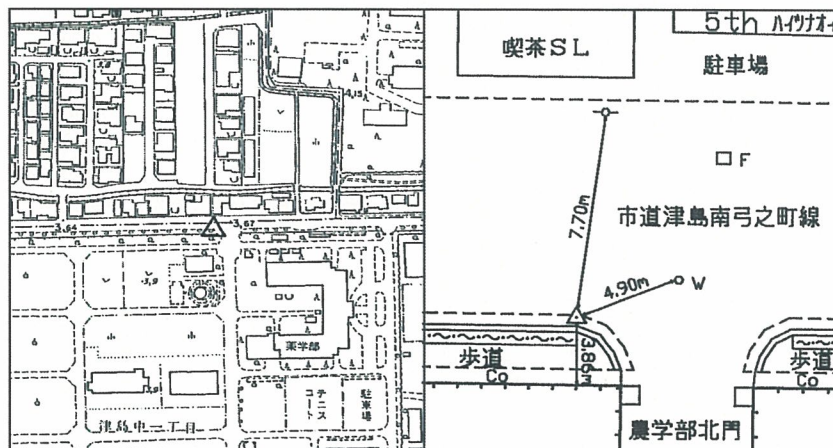 3.64
3.67
4.15
3.9
薬学部
テニス
コート
駐車場
津島中一丁目
喫茶SL
5th ハイツナオイ
駐車場
F
7.70m
市道津島南弓之町線
4.90m
W
3.86m
歩道
Co
歩道
Co
農学部北門